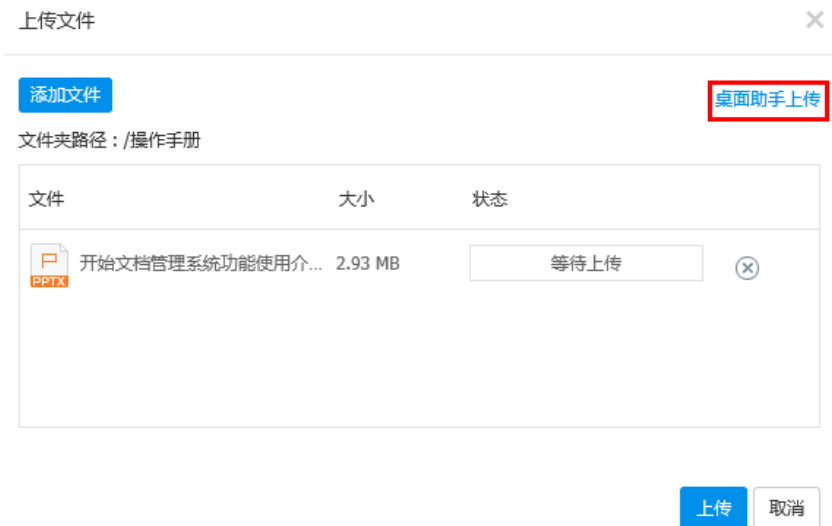 上传文件
添加文件
桌面助手上传
文件夹路径：/操作手册
文件 大小 状态
PPTX 开始文档管理系统功能使用介... 2.93 MB 等待上传
上传 取消